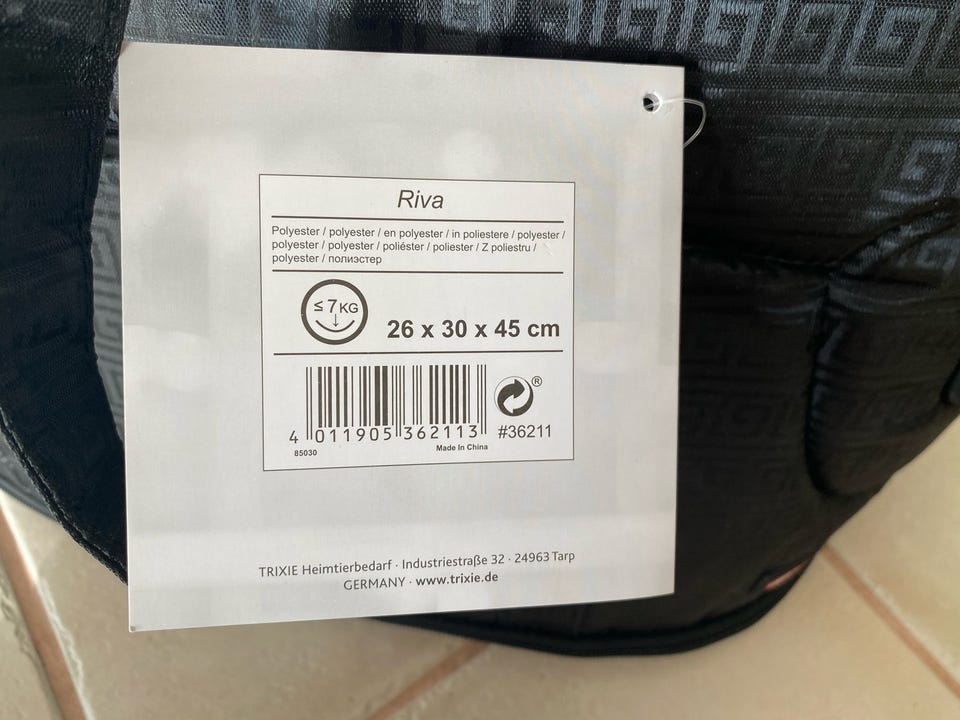 Riva
Polyester / polyester / en polyester / in poliestere / polyester /
polyester / polyester / poliéster / poliester / Z poliestru /
polyester / полиэстер
≤ 7 KG
26 x 30 x 45 cm
4 011905 362113
®
#36211
85030
Made In China
TRIXIE Heimtierbedarf · Industriestraße 32 · 24963 Tarp
GERMANY · www.trixie.de